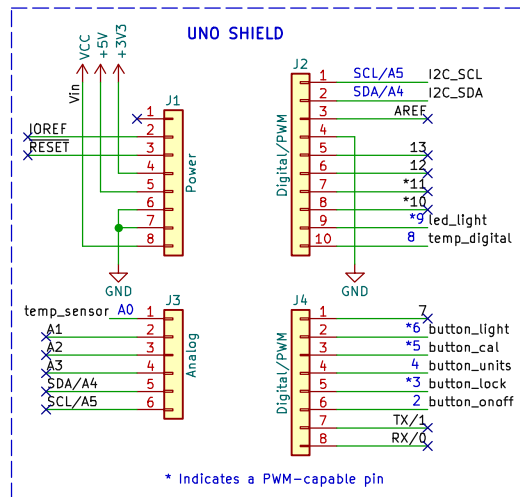 UNO SHIELD
VCC
+5V
+3V3
Vin
J1
1
IOREF 2
RESET 3
4
5
6
7
8
Power
GND
J2
1 SCL/A5 I2C_SCL
2 SDA/A4 I2C_SDA
3 AREF
4
5 13
6 12
7 *11
8 *10
9 *9 led_light
10 8 temp_digital
Digital/PWM
GND
J3
temp_sensor A0 1
A1 2
A2 3
A3 4
SDA/A4 5
SCL/A5 6
Analog
J4
1 7
2 *6 button_light
3 *5 button_cal
4 4 button_units
5 *3 button_lock
6 2 button_onoff
7 TX/1
8 RX/0
Digital/PWM
* Indicates a PWM-capable pin